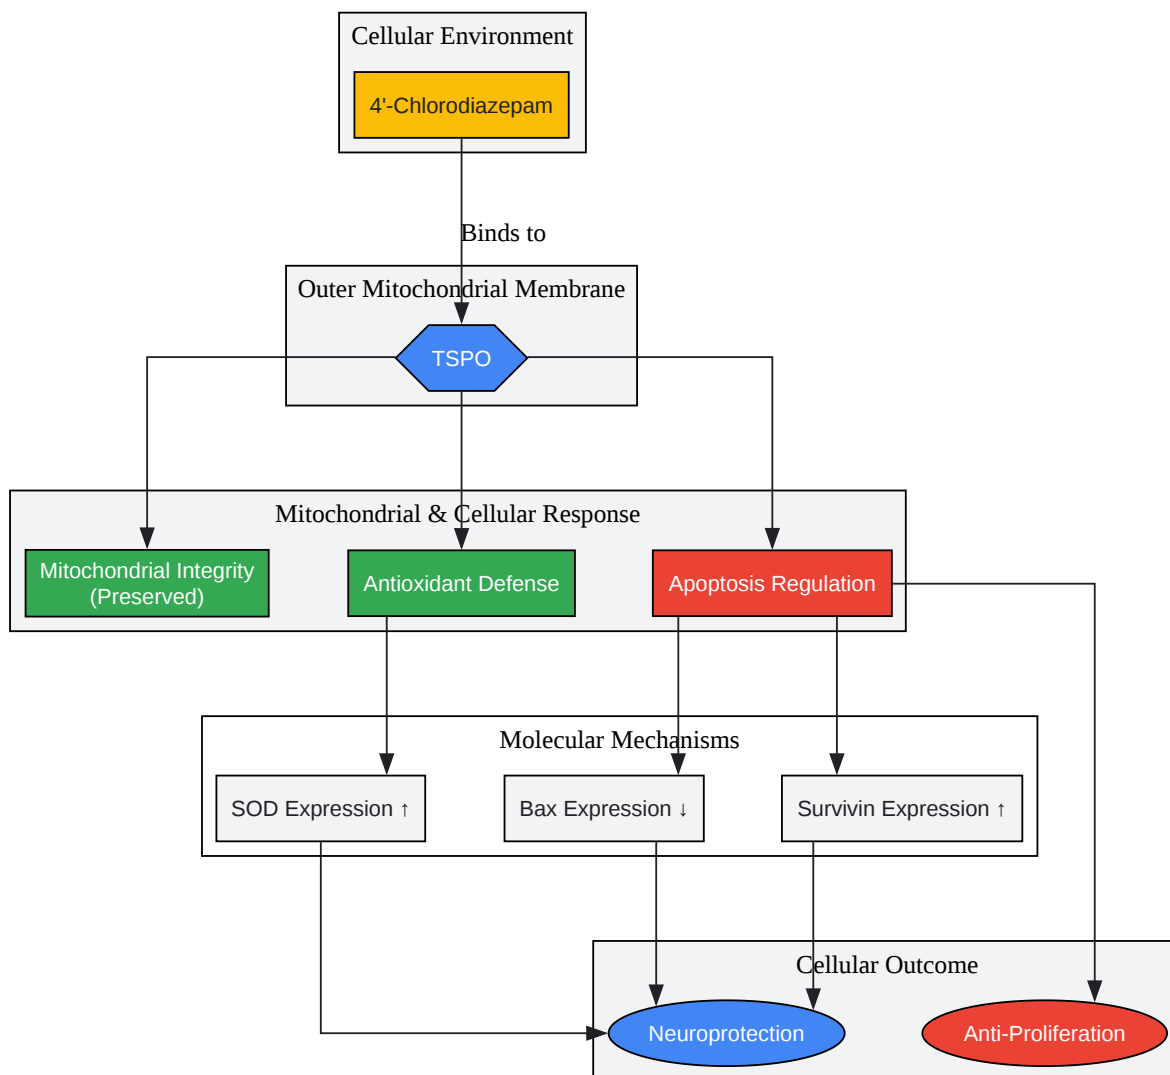 Cellular Environment
4'-Chlorodiazepam
Binds to
Outer Mitochondrial Membrane
TSPO
Mitochondrial & Cellular Response
Mitochondrial Integrity
(Preserved)
Antioxidant Defense
Apoptosis Regulation
Molecular Mechanisms
SOD Expression ↑
Bax Expression ↓
Survivin Expression ↑
Cellular Outcome
Neuroprotection
Anti-Proliferation